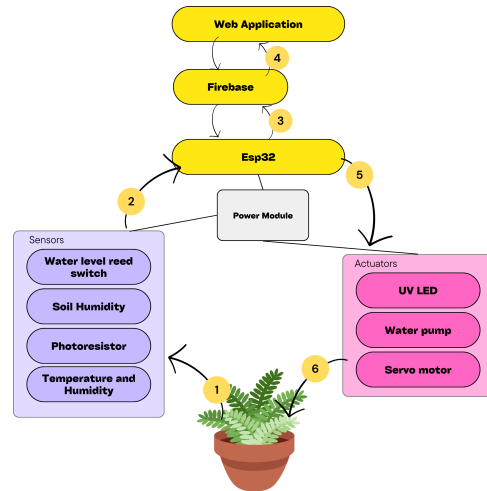 Web Application
4
Firebase
3
Esp32
5
2
Power Module
Sensors
Water level reed
switch
Soil Humidity
Photoresistor
Temperature and
Humidity
Actuators
UV LED
Water pump
Servo motor
6
1